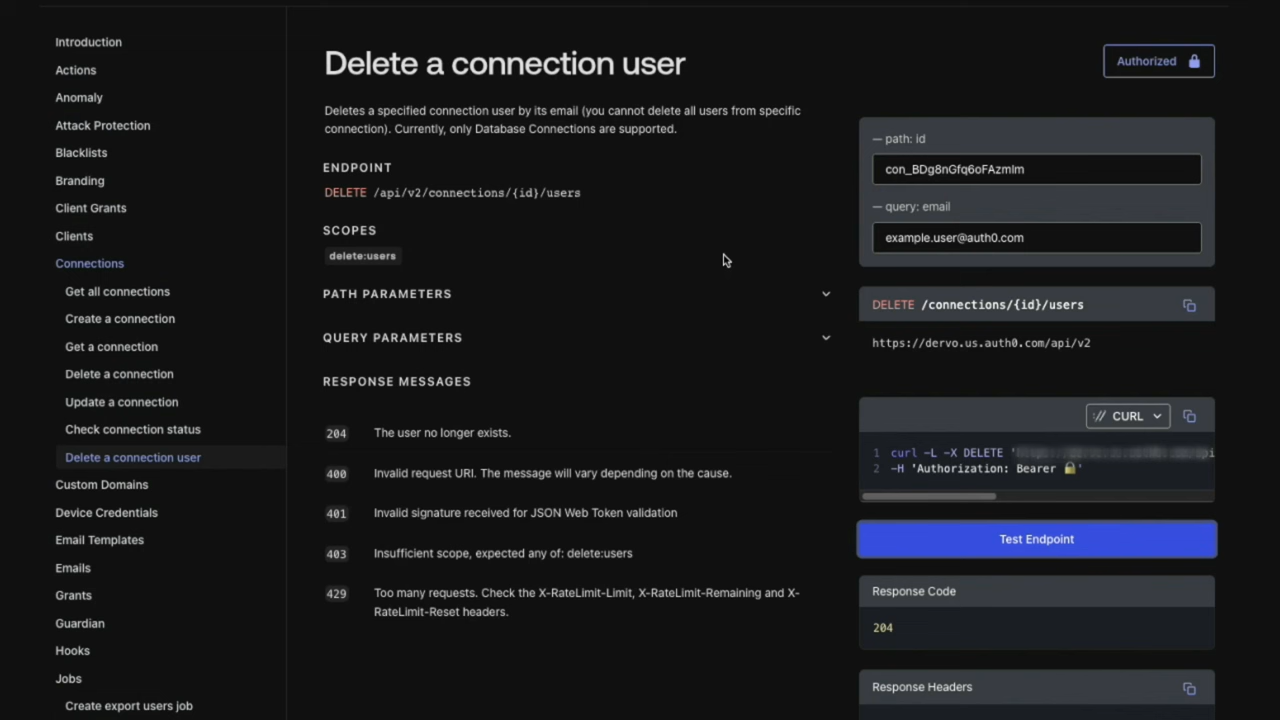 Introduction
Actions
Anomaly
Attack Protection
Blacklists
Branding
Client Grants
Clients
Connections
Get all connections
Create a connection
Get a connection
Delete a connection
Update a connection
Check connection status
Delete a connection user
Custom Domains
Device Credentials
Email Templates
Emails
Grants
Guardian
Hooks
Jobs
Create export users job
Delete a connection user
Deletes a specified connection user by its email (you cannot delete all users from specific
connection). Currently, only Database Connections are supported.
ENDPOINT
DELETE /api/v2/connections/{id}/users
SCOPES
delete:users
PATH PARAMETERS
QUERY PARAMETERS
RESPONSE MESSAGES
204 The user no longer exists.
400 Invalid request URI. The message will vary depending on the cause.
401 Invalid signature received for JSON Web Token validation
403 Insufficient scope, expected any of: delete:users
429 Too many requests. Check the X-RateLimit-Limit, X-RateLimit-Remaining and X-
RateLimit-Reset headers.
Authorized
— path: id
con_BDg8nGfq6oFAzmlm
— query: email
example.user@auth0.com
DELETE /connections/{id}/users
https://dervo.us.auth0.com/api/v2
CURL
1 curl -L -X DELETE '
2 -H 'Authorization: Bearer 🔒'
Test Endpoint
Response Code
204
Response Headers